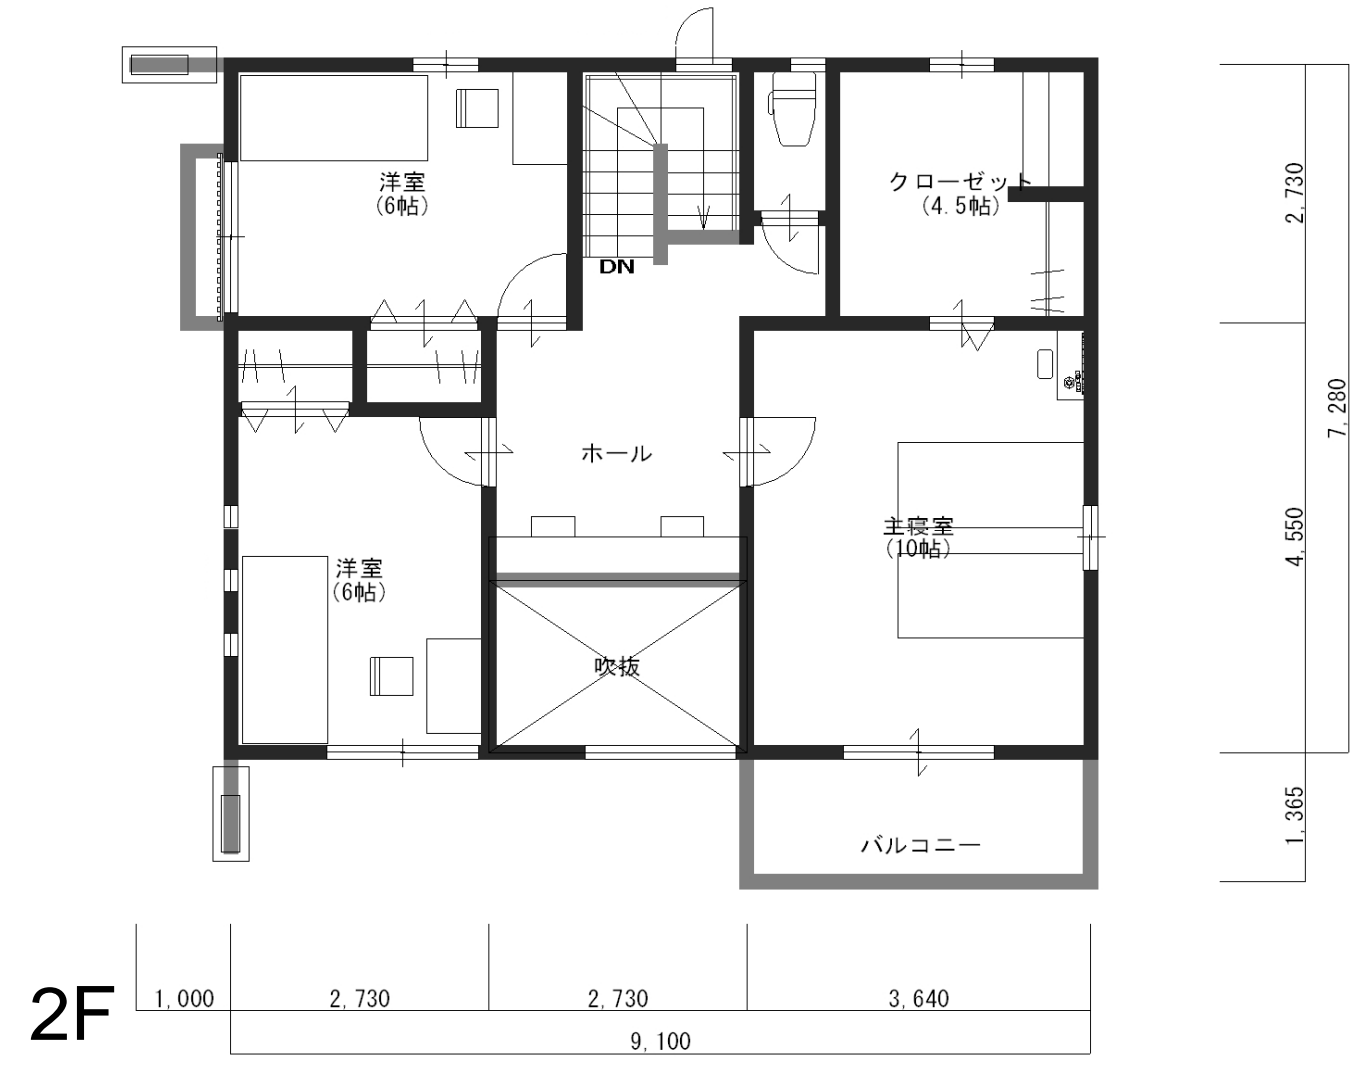 洋室
(6帖)
クローゼット
(4.5帖)
DN
ホール
主寝室
(10帖)
洋室
(6帖)
吹抜
バルコニー
2,730
7,280
4,550
1,365
2F
1,000
2,730
2,730
3,640
9,100